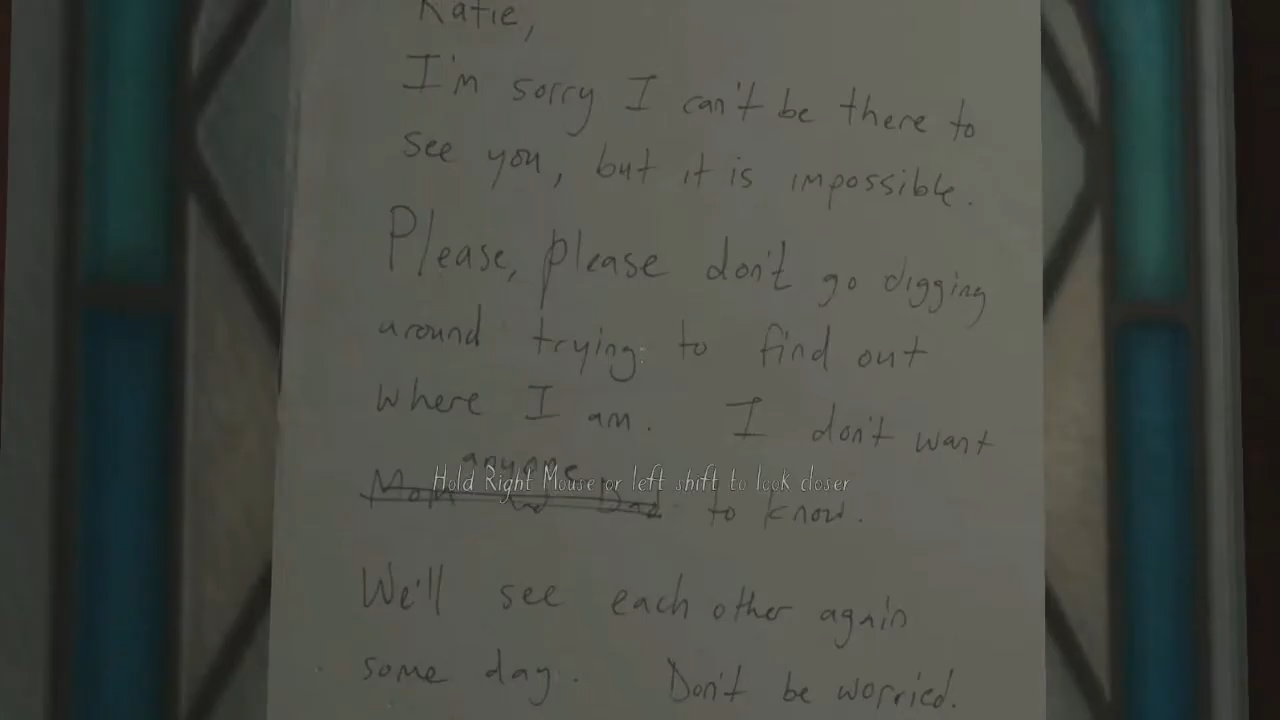 Katie,
I'm sorry I can't be there to
see you, but it is impossible.
Please, please don't go digging
around trying to find out
where I am. I don't want
anyone
Hold Right Mouse or left shift to look closer
Mom Dad to know.
We'll see each other again
some day. Don't be worried.